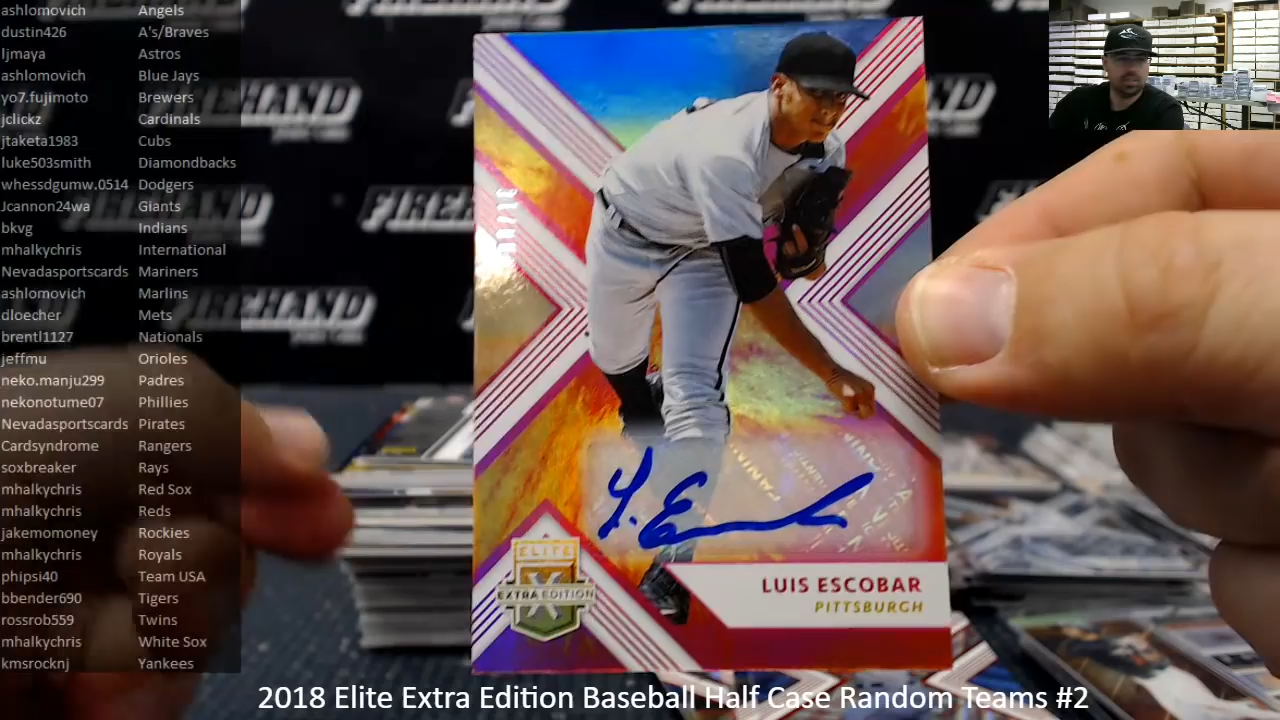 ashlomovich Angels
dustin426 A's/Braves
ljmaya Astros
ashlomovich Blue Jays
yo7.fujimoto Brewers
jclickz Cardinals
jtaketa1983 Cubs
luke503smith Diamondbacks
whessdgumw.0514 Dodgers
Jcannon24wa Giants
bkvg Indians
mhalkychris International
Nevadasportscards Mariners
ashlomovich Marlins
dloecher Mets
brentl1127 Nationals
jeffmu Orioles
neko.manju299 Padres
nekonotume07 Phillies
Nevadasportscards Pirates
Cardsyndrome Rangers
soxbreaker Rays
mhalkychris Red Sox
mhalkychris Reds
jakemomoney Rockies
mhalkychris Royals
phipsi40 Team USA
bbender690 Tigers
rossrob559 Twins
mhalkychris White Sox
kmsrocknj Yankees
FIREHAND
L. Escobar
ELITE
X
EXTRA EDITION
LUIS ESCOBAR
PITTSBURGH
2018 Elite Extra Edition Baseball Half Case Random Teams #2